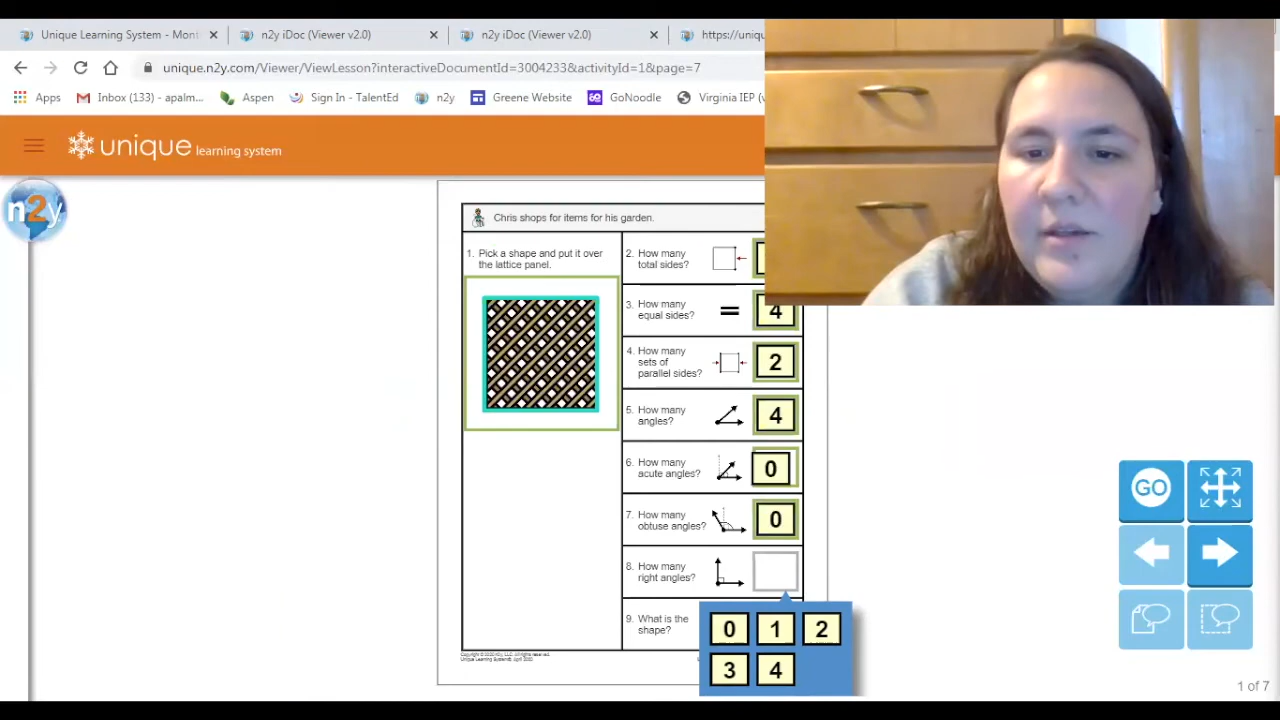 Unique Learning System - Mont
n2y iDoc (Viewer v2.0)
n2y iDoc (Viewer v2.0)
https://uniqu
unique.n2y.com/Viewer/ViewLesson?interactiveDocumentId=3004233&activityId=1&page=7
Apps
Inbox (133) - apalm...
Aspen
Sign In - TalentEd
n2y
Greene Website
GoNoodle
Virginia IEP (v
unique learning system
n2y
Chris shops for items for his garden.
1. Pick a shape and put it over
the lattice panel.
2. How many
total sides?
3. How many
equal sides?
=
4
4. How many
sets of
parallel sides?
2
5. How many
angles?
4
6. How many
acute angles?
0
7. How many
obtuse angles?
0
8. How many
right angles?
9. What is the
shape?
0 1 2
3 4
GO
1 of 7